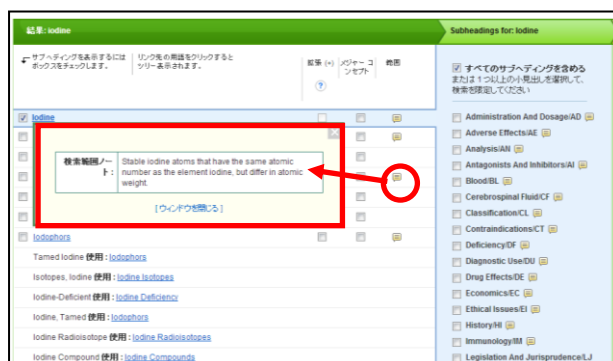 結果: Iodine
サブヘディングを表示するには
ボックスをチェックします。
リンク先の用語をクリックすると
ツリー表示されます。
拡張 (+)
メジャー コ
ンセプト
範囲
?
Iodine
検索範囲ノー
ト:
Stable iodine atoms that have the same atomic
number as the element iodine, but differ in atomic
weight.
[ウィンドウを閉じる]
Iodophors
Tamed Iodine 使用 : Iodophors
Isotopes, Iodine 使用 : Iodine Isotopes
Iodine-Deficient 使用 : Iodine Deficiency
Iodine, Tamed 使用 : Iodophors
Iodine Radioisotope 使用 : Iodine Radioisotopes
Iodine Compound 使用 : Iodine Compounds
Subheadings for: Iodine
すべてのサブヘディングを含める
または 1 つ以上の小見出しを選択して、
検索を限定してください
Administration And Dosage/AD
Adverse Effects/AE
Analysis/AN
Antagonists And Inhibitors/AI
Blood/BL
Cerebrospinal Fluid/CF
Classification/CL
Contraindications/CT
Deficiency/DF
Diagnostic Use/DU
Drug Effects/DE
Economics/EC
Ethical Issues/EI
History/HI
Immunology/IM
Legislation And Jurisprudence/LJ